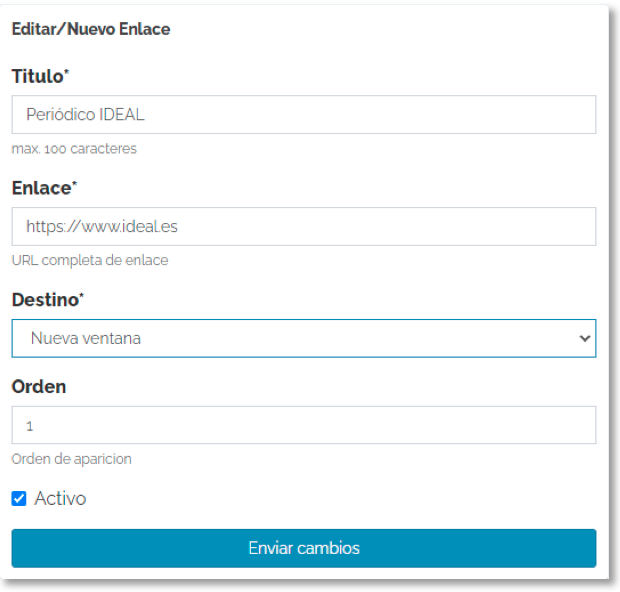 Editar/Nuevo Enlace
Titulo*
Periódico IDEAL
max. 100 caracteres
Enlace*
https://www.ideal.es
URL completa de enlace
Destino*
Nueva ventana
Orden
1
Orden de aparicion
Activo
Enviar cambios